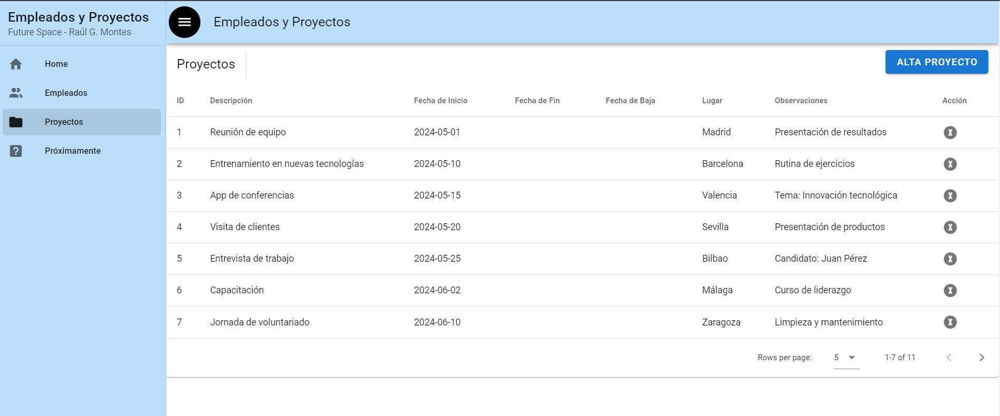 Empleados y Proyectos
Future Space - Raúl G. Montes
Home
Empleados
Proyectos
Próximamente
Empleados y Proyectos
Proyectos
ALTA PROYECTO
ID Descripción Fecha de Inicio Fecha de Fin Fecha de Baja Lugar Observaciones Acción
1 Reunión de equipo 2024-05-01 Madrid Presentación de resultados X
2 Entrenamiento en nuevas tecnologías 2024-05-10 Barcelona Rutina de ejercicios X
3 App de conferencias 2024-05-15 Valencia Tema: Innovación tecnológica X
4 Visita de clientes 2024-05-20 Sevilla Presentación de productos X
5 Entrevista de trabajo 2024-05-25 Bilbao Candidato: Juan Pérez X
6 Capacitación 2024-06-02 Málaga Curso de liderazgo X
7 Jornada de voluntariado 2024-06-10 Zaragoza Limpieza y mantenimiento X
Rows per page: 5 1-7 of 11